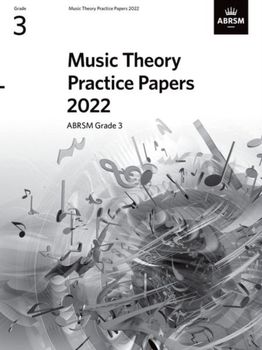 Grade
3
Music Theory Practice Papers 2022
ABRSM
Music Theory
Practice Papers
2022
ABRSM Grade 3